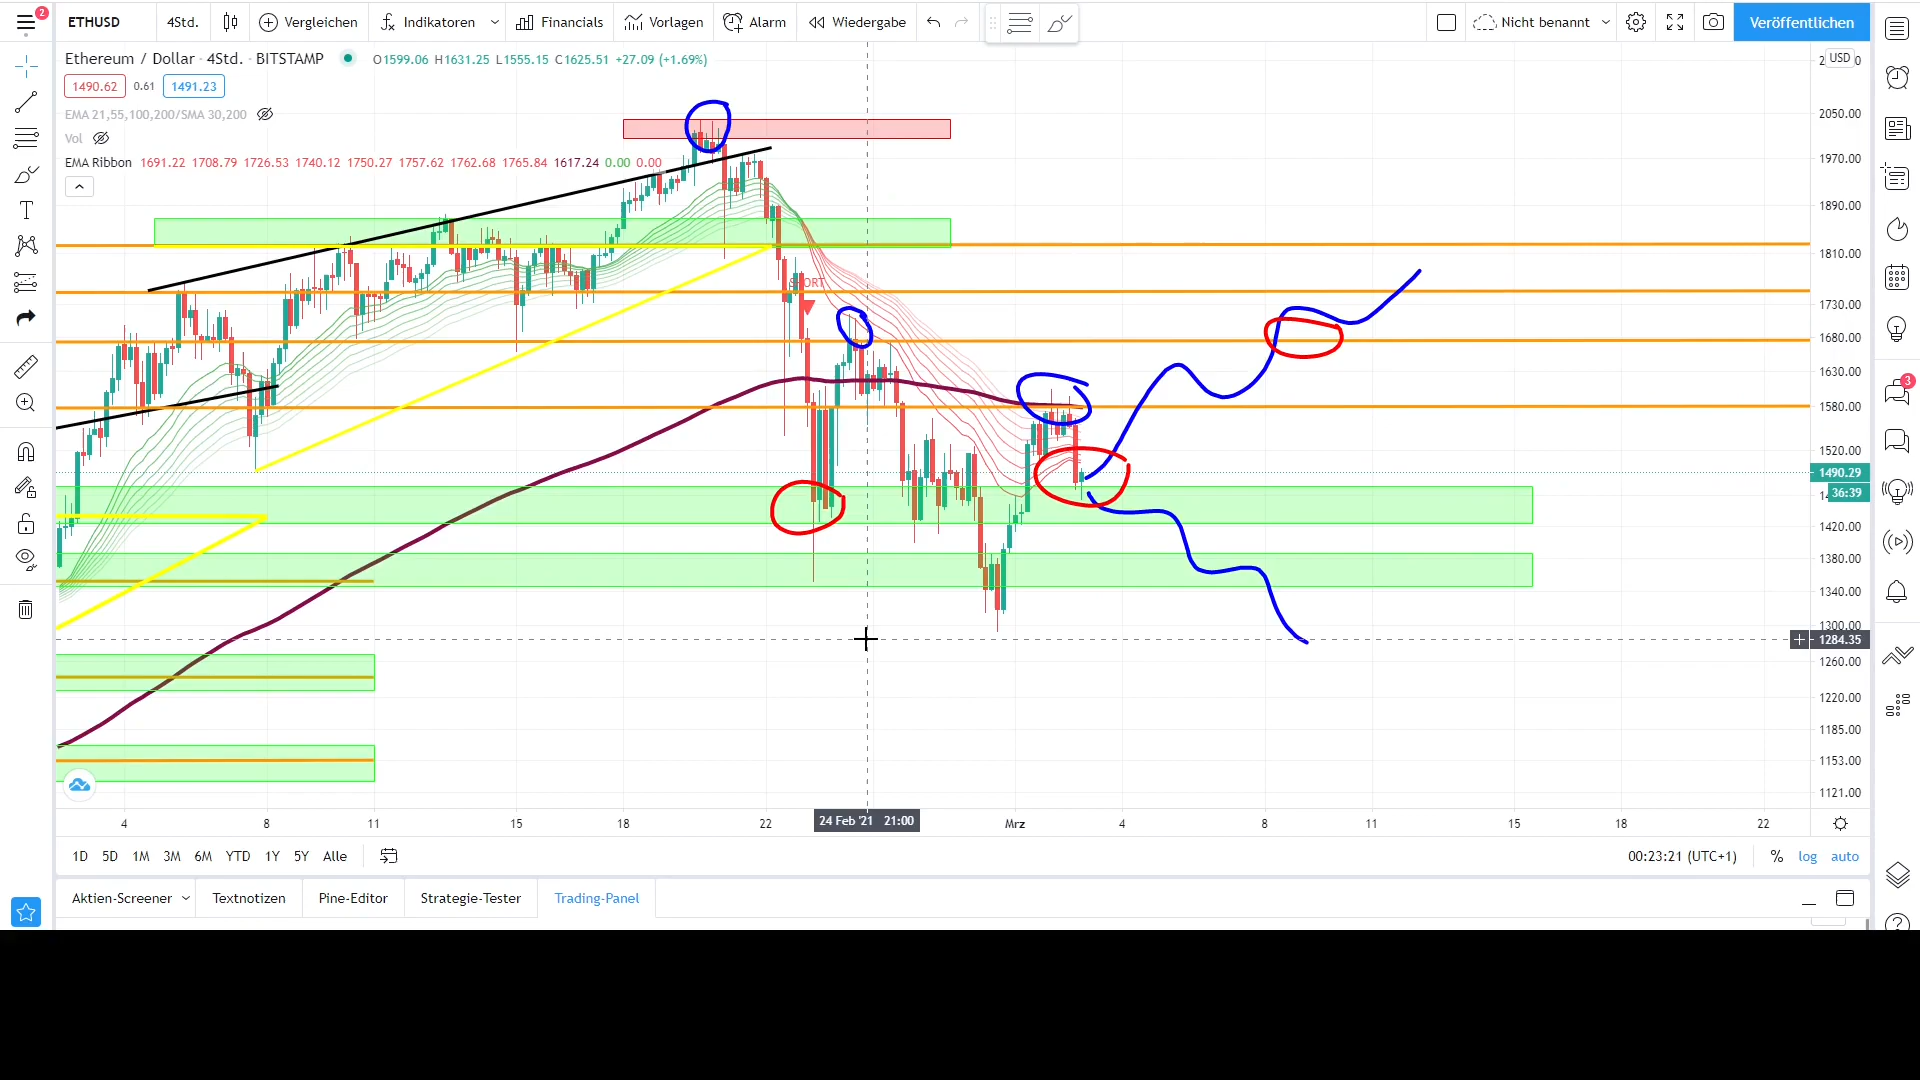 2
ETHUSD
4Std.
Vergleichen
Indikatoren
Financials
Vorlagen
Alarm
Wiedergabe
Nicht benannt
Veröffentlichen
Ethereum / Dollar · 4Std. · BITSTAMP
O1599.06 H1631.25 L1555.15 C1625.51 +27.09 (+1.69%)
USD
1490.62
0.61
1491.23
EMA 21,55,100,200/SMA 30,200
Vol
EMA Ribbon 1691.22 1708.79 1726.53 1740.12 1750.27 1757.62 1762.68 1765.84 1617.24 0.00 0.00
2050.00
1970.00
1890.00
1810.00
1730.00
1680.00
1630.00
1580.00
1520.00
1490.29
36:39
1420.00
1380.00
1340.00
1300.00
1284.35
1260.00
1220.00
1185.00
1153.00
1121.00
3
4
8
11
15
18
22
24 Feb '21 21:00
Mrz
4
8
11
15
18
22
1D 5D 1M 3M 6M YTD 1Y 5Y Alle
00:23:21 (UTC+1)
%
log
auto
Aktien-Screener
Textnotizen
Pine-Editor
Strategie-Tester
Trading-Panel